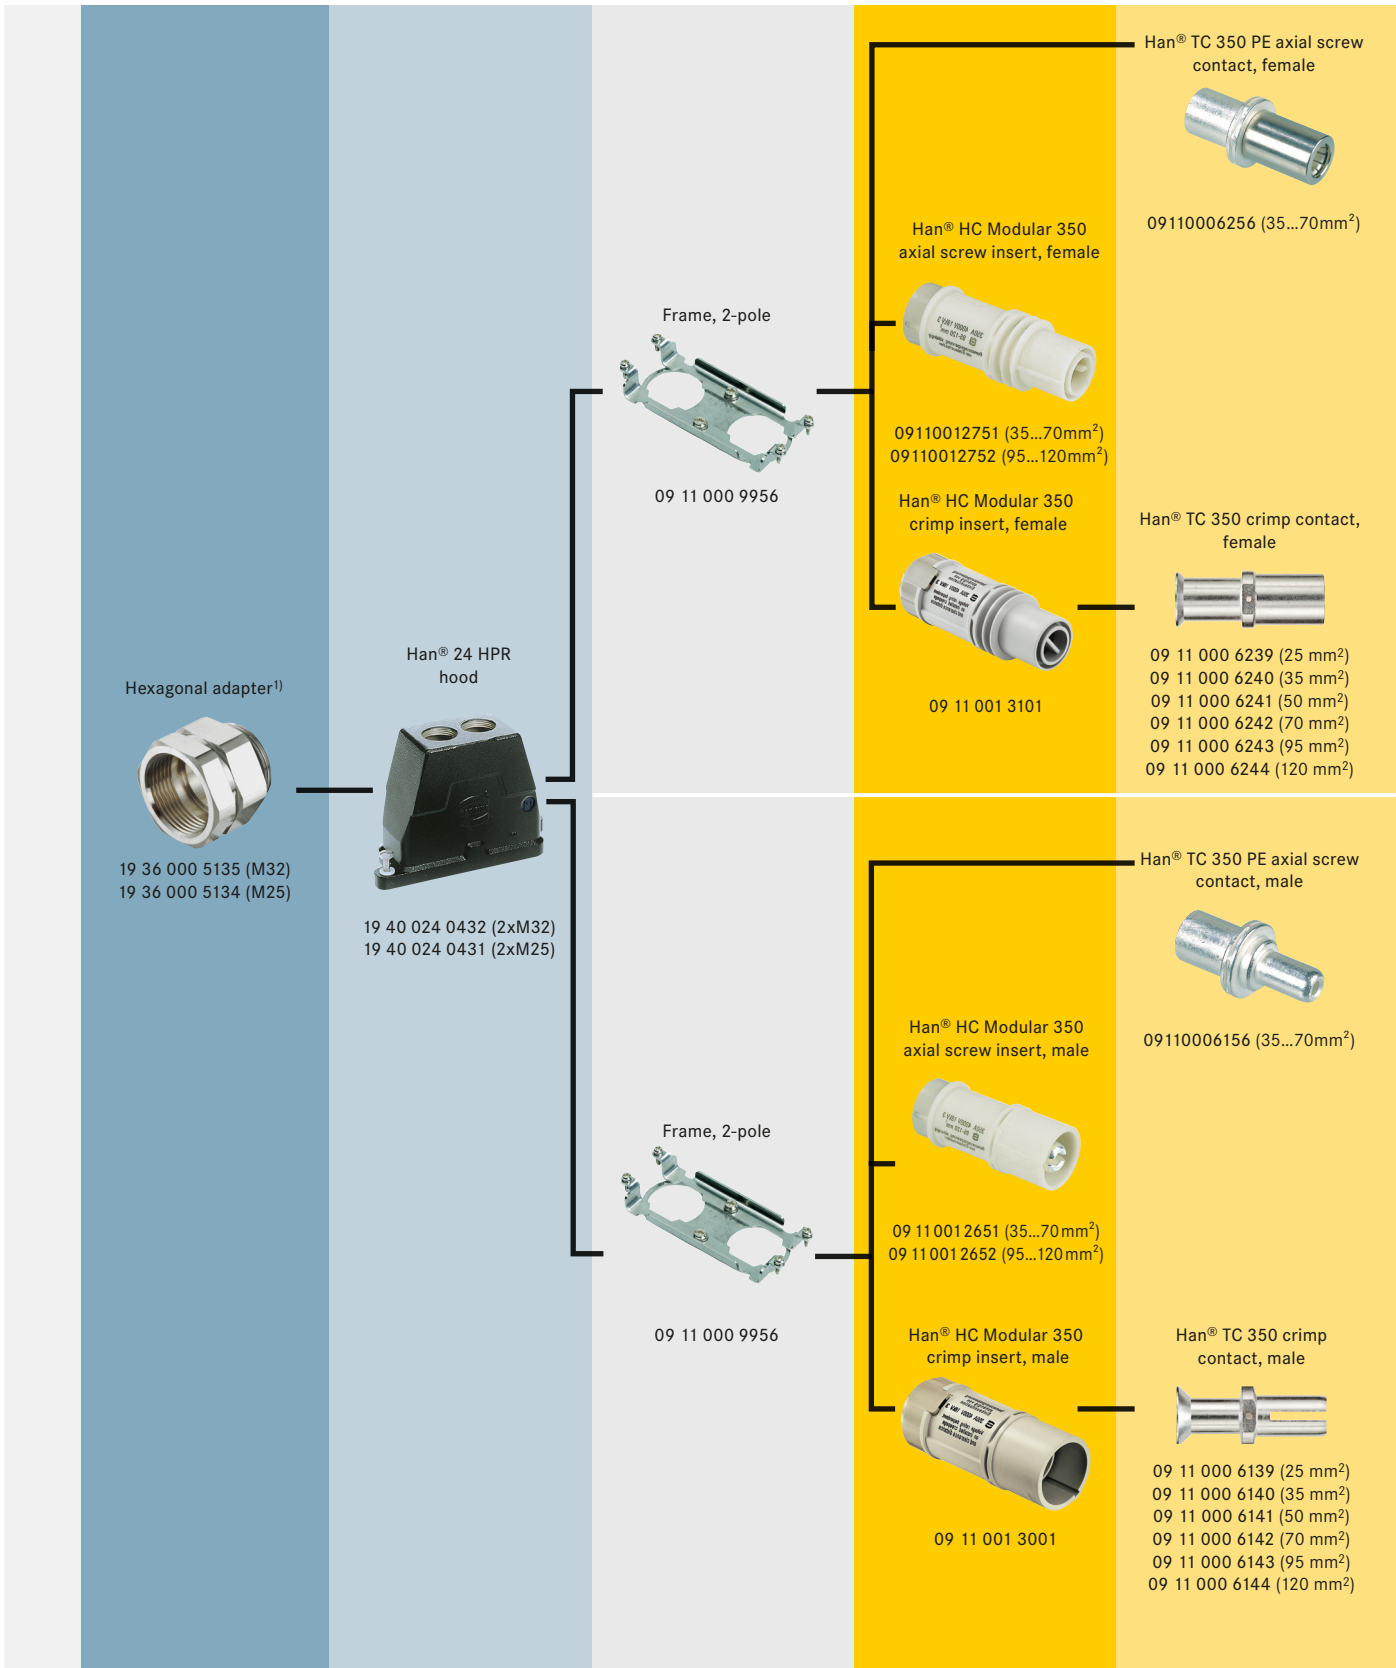 Hexagonal adapter¹⁾
19 36 000 5135 (M32)
19 36 000 5134 (M25)
Han® 24 HPR
hood
19 40 024 0432 (2xM32)
19 40 024 0431 (2xM25)
Frame, 2-pole
09 11 000 9956
Han® HC Modular 350
axial screw insert, female
09110012751 (35...70mm²)
09110012752 (95...120mm²)
Han® HC Modular 350
crimp insert, female
09 11 001 3101
Han® TC 350 PE axial screw
contact, female
09110006256 (35...70mm²)
Han® TC 350 crimp contact,
female
09 11 000 6239 (25 mm²)
09 11 000 6240 (35 mm²)
09 11 000 6241 (50 mm²)
09 11 000 6242 (70 mm²)
09 11 000 6243 (95 mm²)
09 11 000 6244 (120 mm²)
Frame, 2-pole
09 11 000 9956
Han® HC Modular 350
axial screw insert, male
09 11 001 2651 (35...70 mm²)
09 11 001 2652 (95...120 mm²)
Han® HC Modular 350
crimp insert, male
09 11 001 3001
Han® TC 350 PE axial screw
contact, male
09110006156 (35...70mm²)
Han® TC 350 crimp
contact, male
09 11 000 6139 (25 mm²)
09 11 000 6140 (35 mm²)
09 11 000 6141 (50 mm²)
09 11 000 6142 (70 mm²)
09 11 000 6143 (95 mm²)
09 11 000 6144 (120 mm²)